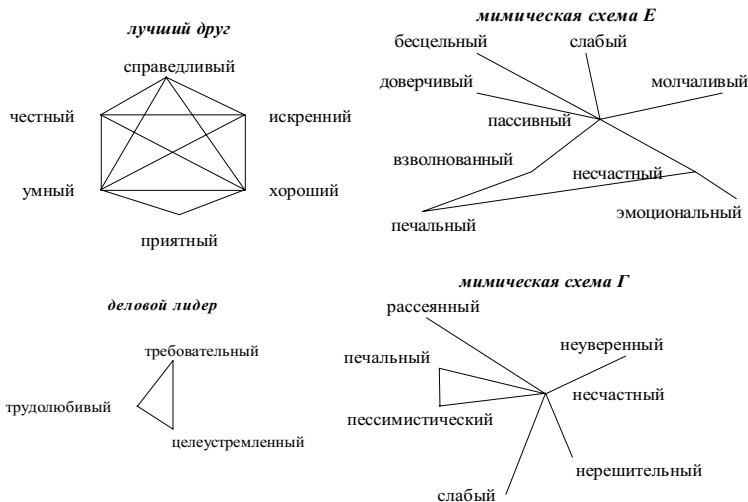 лучший друг
справедливый
честный
искренний
умный
хороший
приятный
мимическая схема Е
бесцельный
слабый
доверчивый
молчаливый
пассивный
взволнованный
несчастный
печальный
эмоциональный
деловой лидер
требовательный
трудолюбивый
целеустремленный
мимическая схема Г
рассеянный
неуверенный
печальный
несчастный
пессимистический
нерешительный
слабый